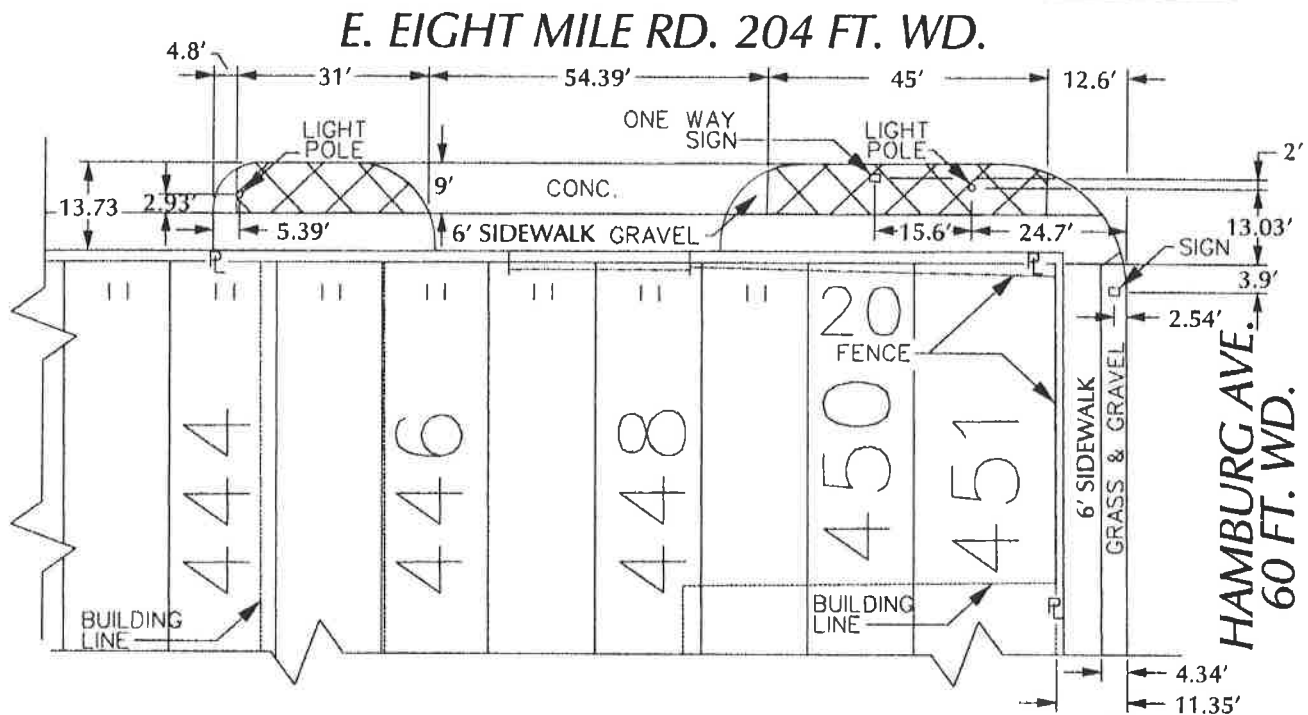 E. EIGHT MILE RD. 204 FT. WD.
4.8'
31'
54.39'
45'
12.6'
ONE WAY
SIGN
LIGHT
POLE
LIGHT
POLE
2'
13.73
2.93'
9'
CONC.
13.03'
5.39'
6' SIDEWALK GRAVEL
15.6'
24.7'
SIGN
3.9'
2.54'
PL
PL
20
FENCE
444
446
448
450
451
6' SIDEWALK
GRASS & GRAVEL
HAMBURG AVE.
60 FT. WD.
BUILDING
LINE
BUILDING
LINE
PL
4.34'
11.35'